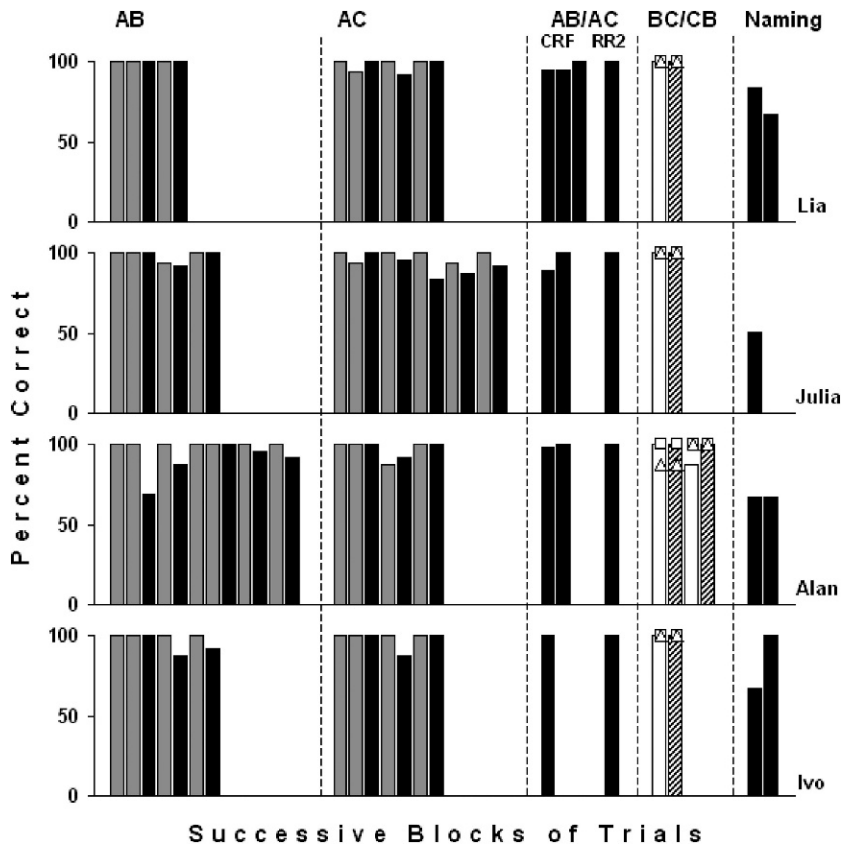 AB AC AB/AC BC/CB Naming
CRF RR2
100
50
0
Lia
100
50
0
Julia
100
50
0
Alan
100
50
0
Ivo
Percent Correct
Successive Blocks of Trials